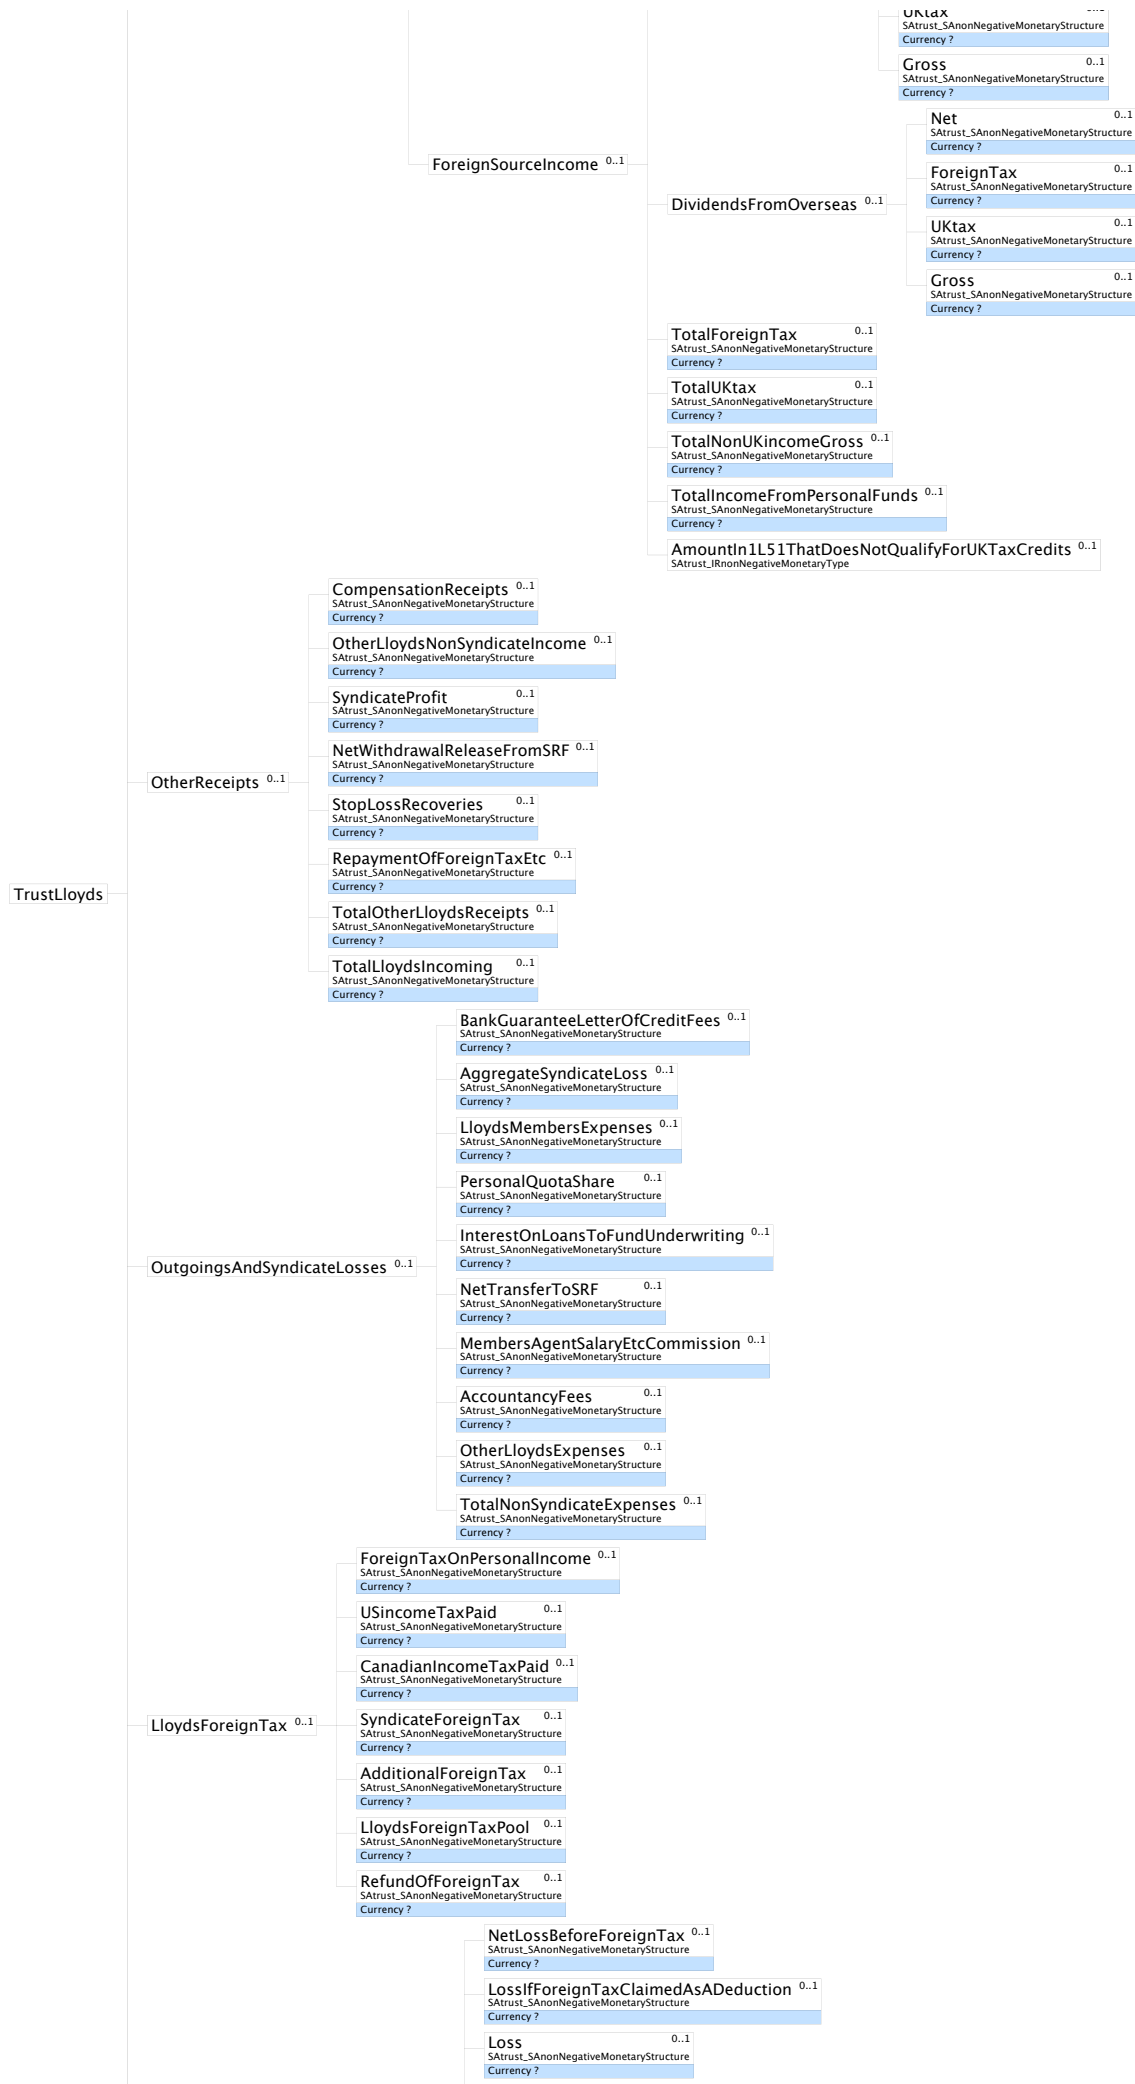 UKtax 0..1
SAtrust_SAnonNegativeMonetaryStructure
Currency ?
Gross 0..1
SAtrust_SAnonNegativeMonetaryStructure
Currency ?
Net 0..1
SAtrust_SAnonNegativeMonetaryStructure
Currency ?
ForeignSourceIncome 0..1
ForeignTax 0..1
SAtrust_SAnonNegativeMonetaryStructure
Currency ?
DividendsFromOverseas 0..1
UKtax 0..1
SAtrust_SAnonNegativeMonetaryStructure
Currency ?
Gross 0..1
SAtrust_SAnonNegativeMonetaryStructure
Currency ?
TotalForeignTax 0..1
SAtrust_SAnonNegativeMonetaryStructure
Currency ?
TotalUKtax 0..1
SAtrust_SAnonNegativeMonetaryStructure
Currency ?
TotalNonUKincomeGross 0..1
SAtrust_SAnonNegativeMonetaryStructure
Currency ?
TotalIncomeFromPersonalFunds 0..1
SAtrust_SAnonNegativeMonetaryStructure
Currency ?
AmountIn1L51ThatDoesNotQualifyForUKTaxCredits 0..1
SAtrust_IRnonNegativeMonetaryType
CompensationReceipts 0..1
SAtrust_SAnonNegativeMonetaryStructure
Currency ?
OtherLloydsNonSyndicateIncome 0..1
SAtrust_SAnonNegativeMonetaryStructure
Currency ?
SyndicateProfit 0..1
SAtrust_SAnonNegativeMonetaryStructure
Currency ?
NetWithdrawalReleaseFromSRF 0..1
SAtrust_SAnonNegativeMonetaryStructure
Currency ?
OtherReceipts 0..1
StopLossRecoveries 0..1
SAtrust_SAnonNegativeMonetaryStructure
Currency ?
RepaymentOfForeignTaxEtc 0..1
SAtrust_SAnonNegativeMonetaryStructure
Currency ?
TrustLloyds
TotalOtherLloydsReceipts 0..1
SAtrust_SAnonNegativeMonetaryStructure
Currency ?
TotalLloydsIncoming 0..1
SAtrust_SAnonNegativeMonetaryStructure
Currency ?
BankGuaranteeLetterOfCreditFees 0..1
SAtrust_SAnonNegativeMonetaryStructure
Currency ?
AggregateSyndicateLoss 0..1
SAtrust_SAnonNegativeMonetaryStructure
Currency ?
LloydsMembersExpenses 0..1
SAtrust_SAnonNegativeMonetaryStructure
Currency ?
PersonalQuotaShare 0..1
SAtrust_SAnonNegativeMonetaryStructure
Currency ?
InterestOnLoansToFundUnderwriting 0..1
SAtrust_SAnonNegativeMonetaryStructure
Currency ?
OutgoingsAndSyndicateLosses 0..1
NetTransferToSRF 0..1
SAtrust_SAnonNegativeMonetaryStructure
Currency ?
MembersAgentSalaryEtcCommission 0..1
SAtrust_SAnonNegativeMonetaryStructure
Currency ?
AccountancyFees 0..1
SAtrust_SAnonNegativeMonetaryStructure
Currency ?
OtherLloydsExpenses 0..1
SAtrust_SAnonNegativeMonetaryStructure
Currency ?
TotalNonSyndicateExpenses 0..1
SAtrust_SAnonNegativeMonetaryStructure
Currency ?
ForeignTaxOnPersonalIncome 0..1
SAtrust_SAnonNegativeMonetaryStructure
Currency ?
USincomeTaxPaid 0..1
SAtrust_SAnonNegativeMonetaryStructure
Currency ?
CanadianIncomeTaxPaid 0..1
SAtrust_SAnonNegativeMonetaryStructure
Currency ?
LloydsForeignTax 0..1
SyndicateForeignTax 0..1
SAtrust_SAnonNegativeMonetaryStructure
Currency ?
AdditionalForeignTax 0..1
SAtrust_SAnonNegativeMonetaryStructure
Currency ?
LloydsForeignTaxPool 0..1
SAtrust_SAnonNegativeMonetaryStructure
Currency ?
RefundOfForeignTax 0..1
SAtrust_SAnonNegativeMonetaryStructure
Currency ?
NetLossBeforeForeignTax 0..1
SAtrust_SAnonNegativeMonetaryStructure
Currency ?
LossIfForeignTaxClaimedAsADeduction 0..1
SAtrust_SAnonNegativeMonetaryStructure
Currency ?
Loss 0..1
SAtrust_SAnonNegativeMonetaryStructure
Currency ?